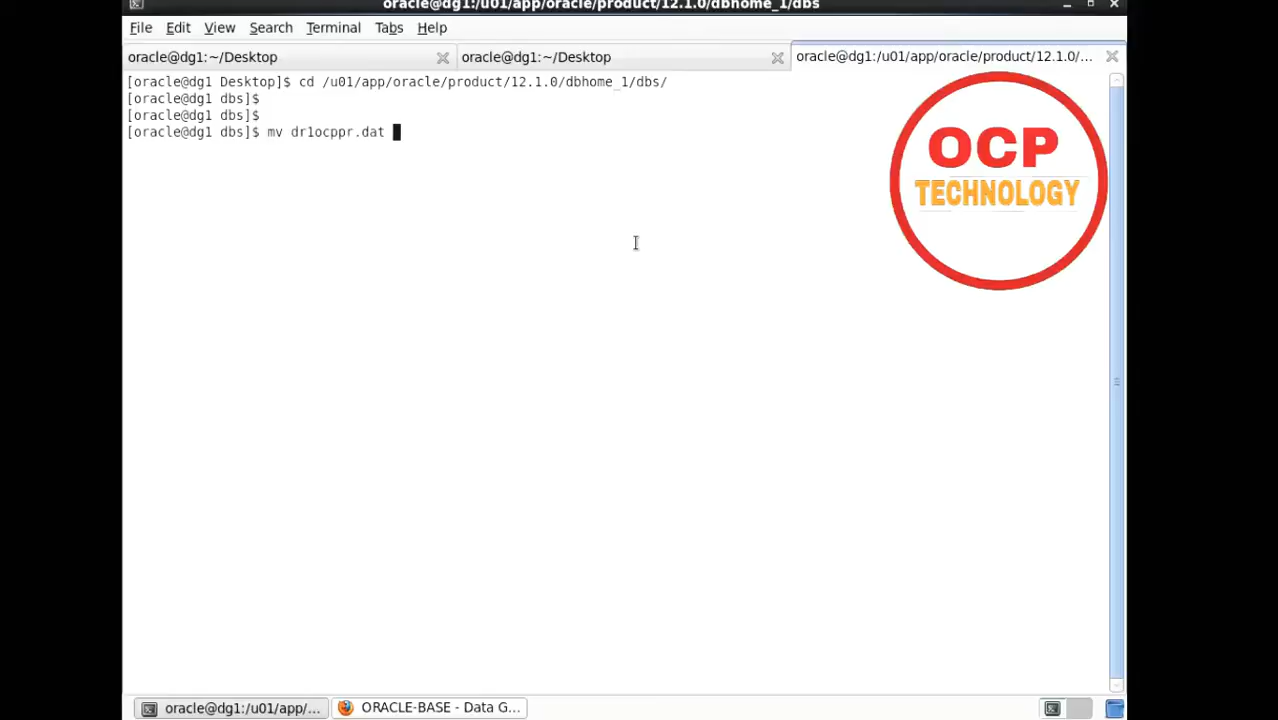 oracle@dg1:/u01/app/oracle/product/12.1.0/dbhome_1/dbs
File Edit View Search Terminal Tabs Help
oracle@dg1:~/Desktop oracle@dg1:~/Desktop oracle@dg1:/u01/app/oracle/product/12.1.0/...
[oracle@dg1 Desktop]$ cd /u01/app/oracle/product/12.1.0/dbhome_1/dbs/
[oracle@dg1 dbs]$
[oracle@dg1 dbs]$
[oracle@dg1 dbs]$ mv dr1ocppr.dat
OCP
TECHNOLOGY
oracle@dg1:/u01/app/... ORACLE-BASE - Data G...